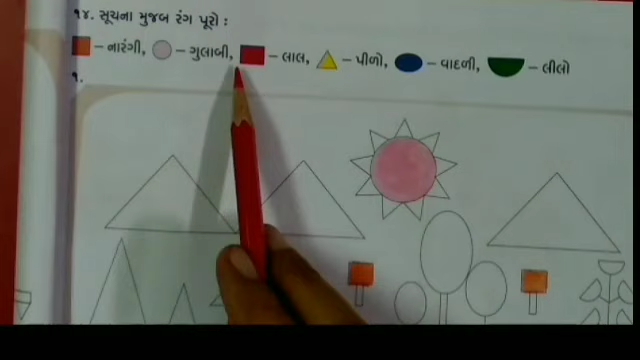 ૧૪. સૂચના મુજબ રંગ પૂરો :
– નારંગી, – ગુલાબી, – લાલ, – પીળો, – વાદળી, – લીલો
૧.